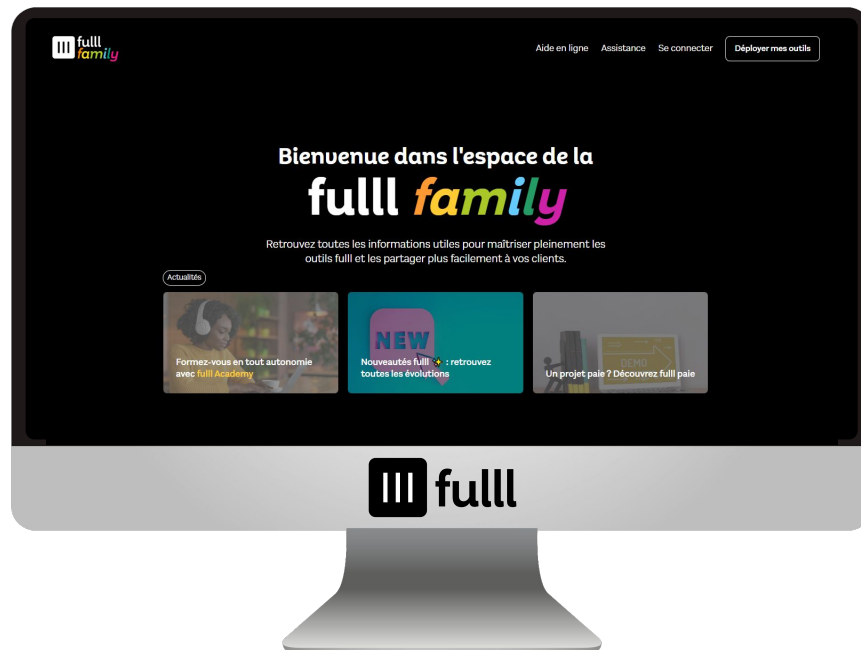 fulll
family
Aide en ligne Assistance Se connecter Déployer mes outils
Bienvenue dans l'espace de la
fulll family
Retrouvez toutes les informations utiles pour maîtriser pleinement les
outils fulll et les partager plus facilement à vos clients.
Actualités
Formez-vous en tout autonomie
avec fulll Academy
NEW
Nouveautés fulll ✨ : retrouvez
toutes les évolutions
DEMO
Un projet paie ? Découvrez fulll paie
fulll